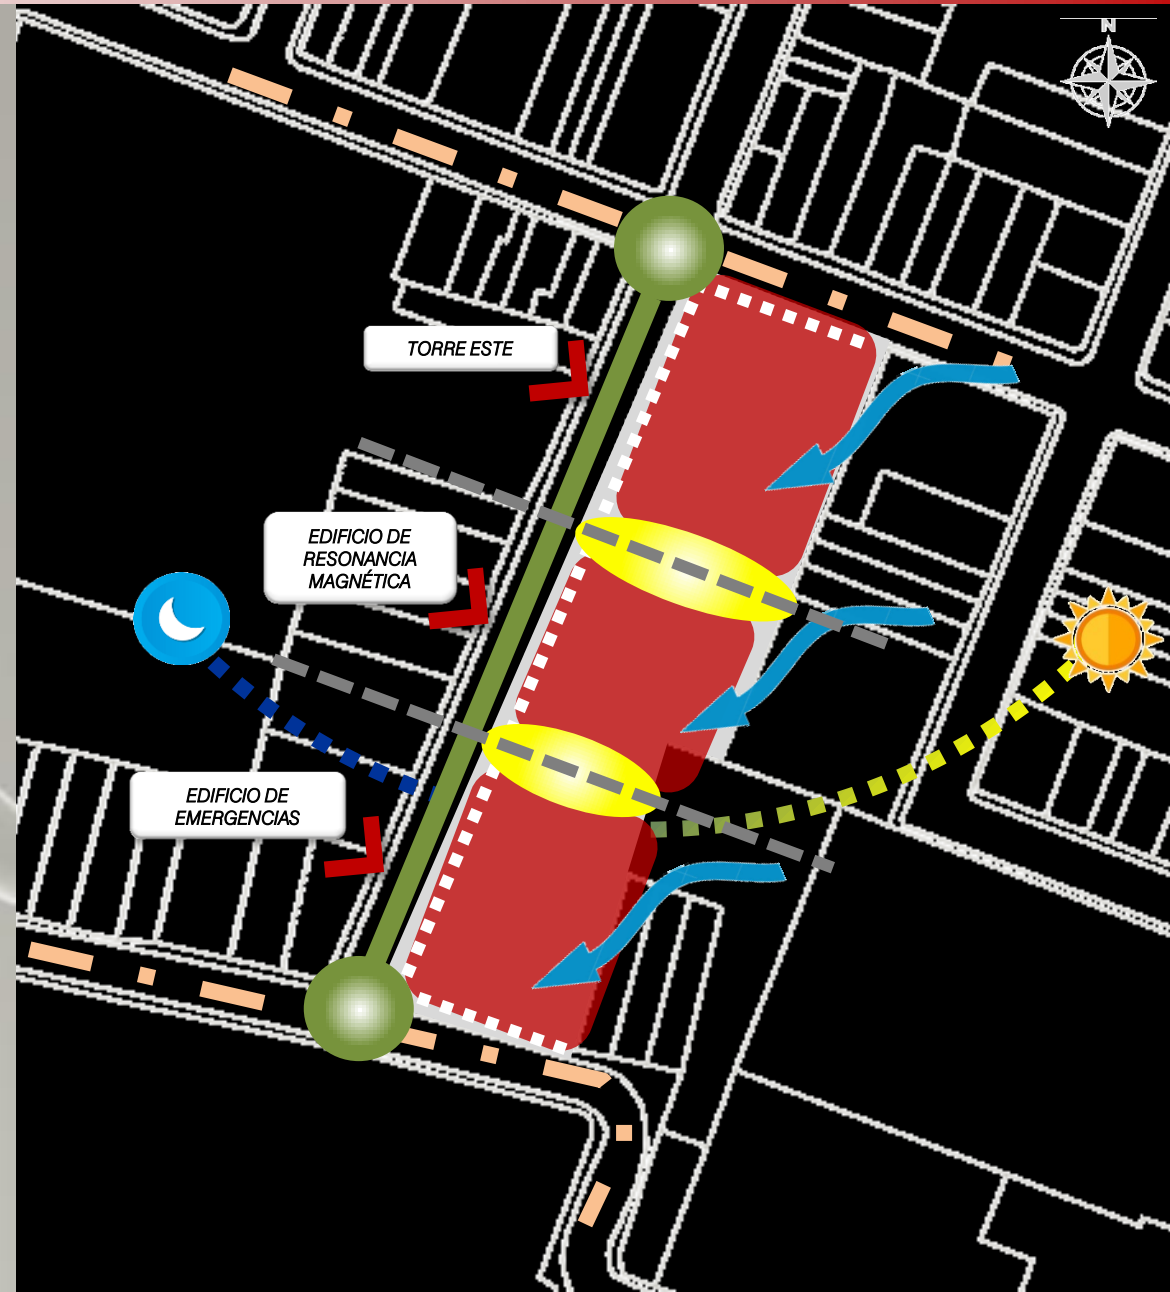 N
TORRE ESTE
EDIFICIO DE
RESONANCIA
MAGNÉTICA
EDIFICIO DE
EMERGENCIAS